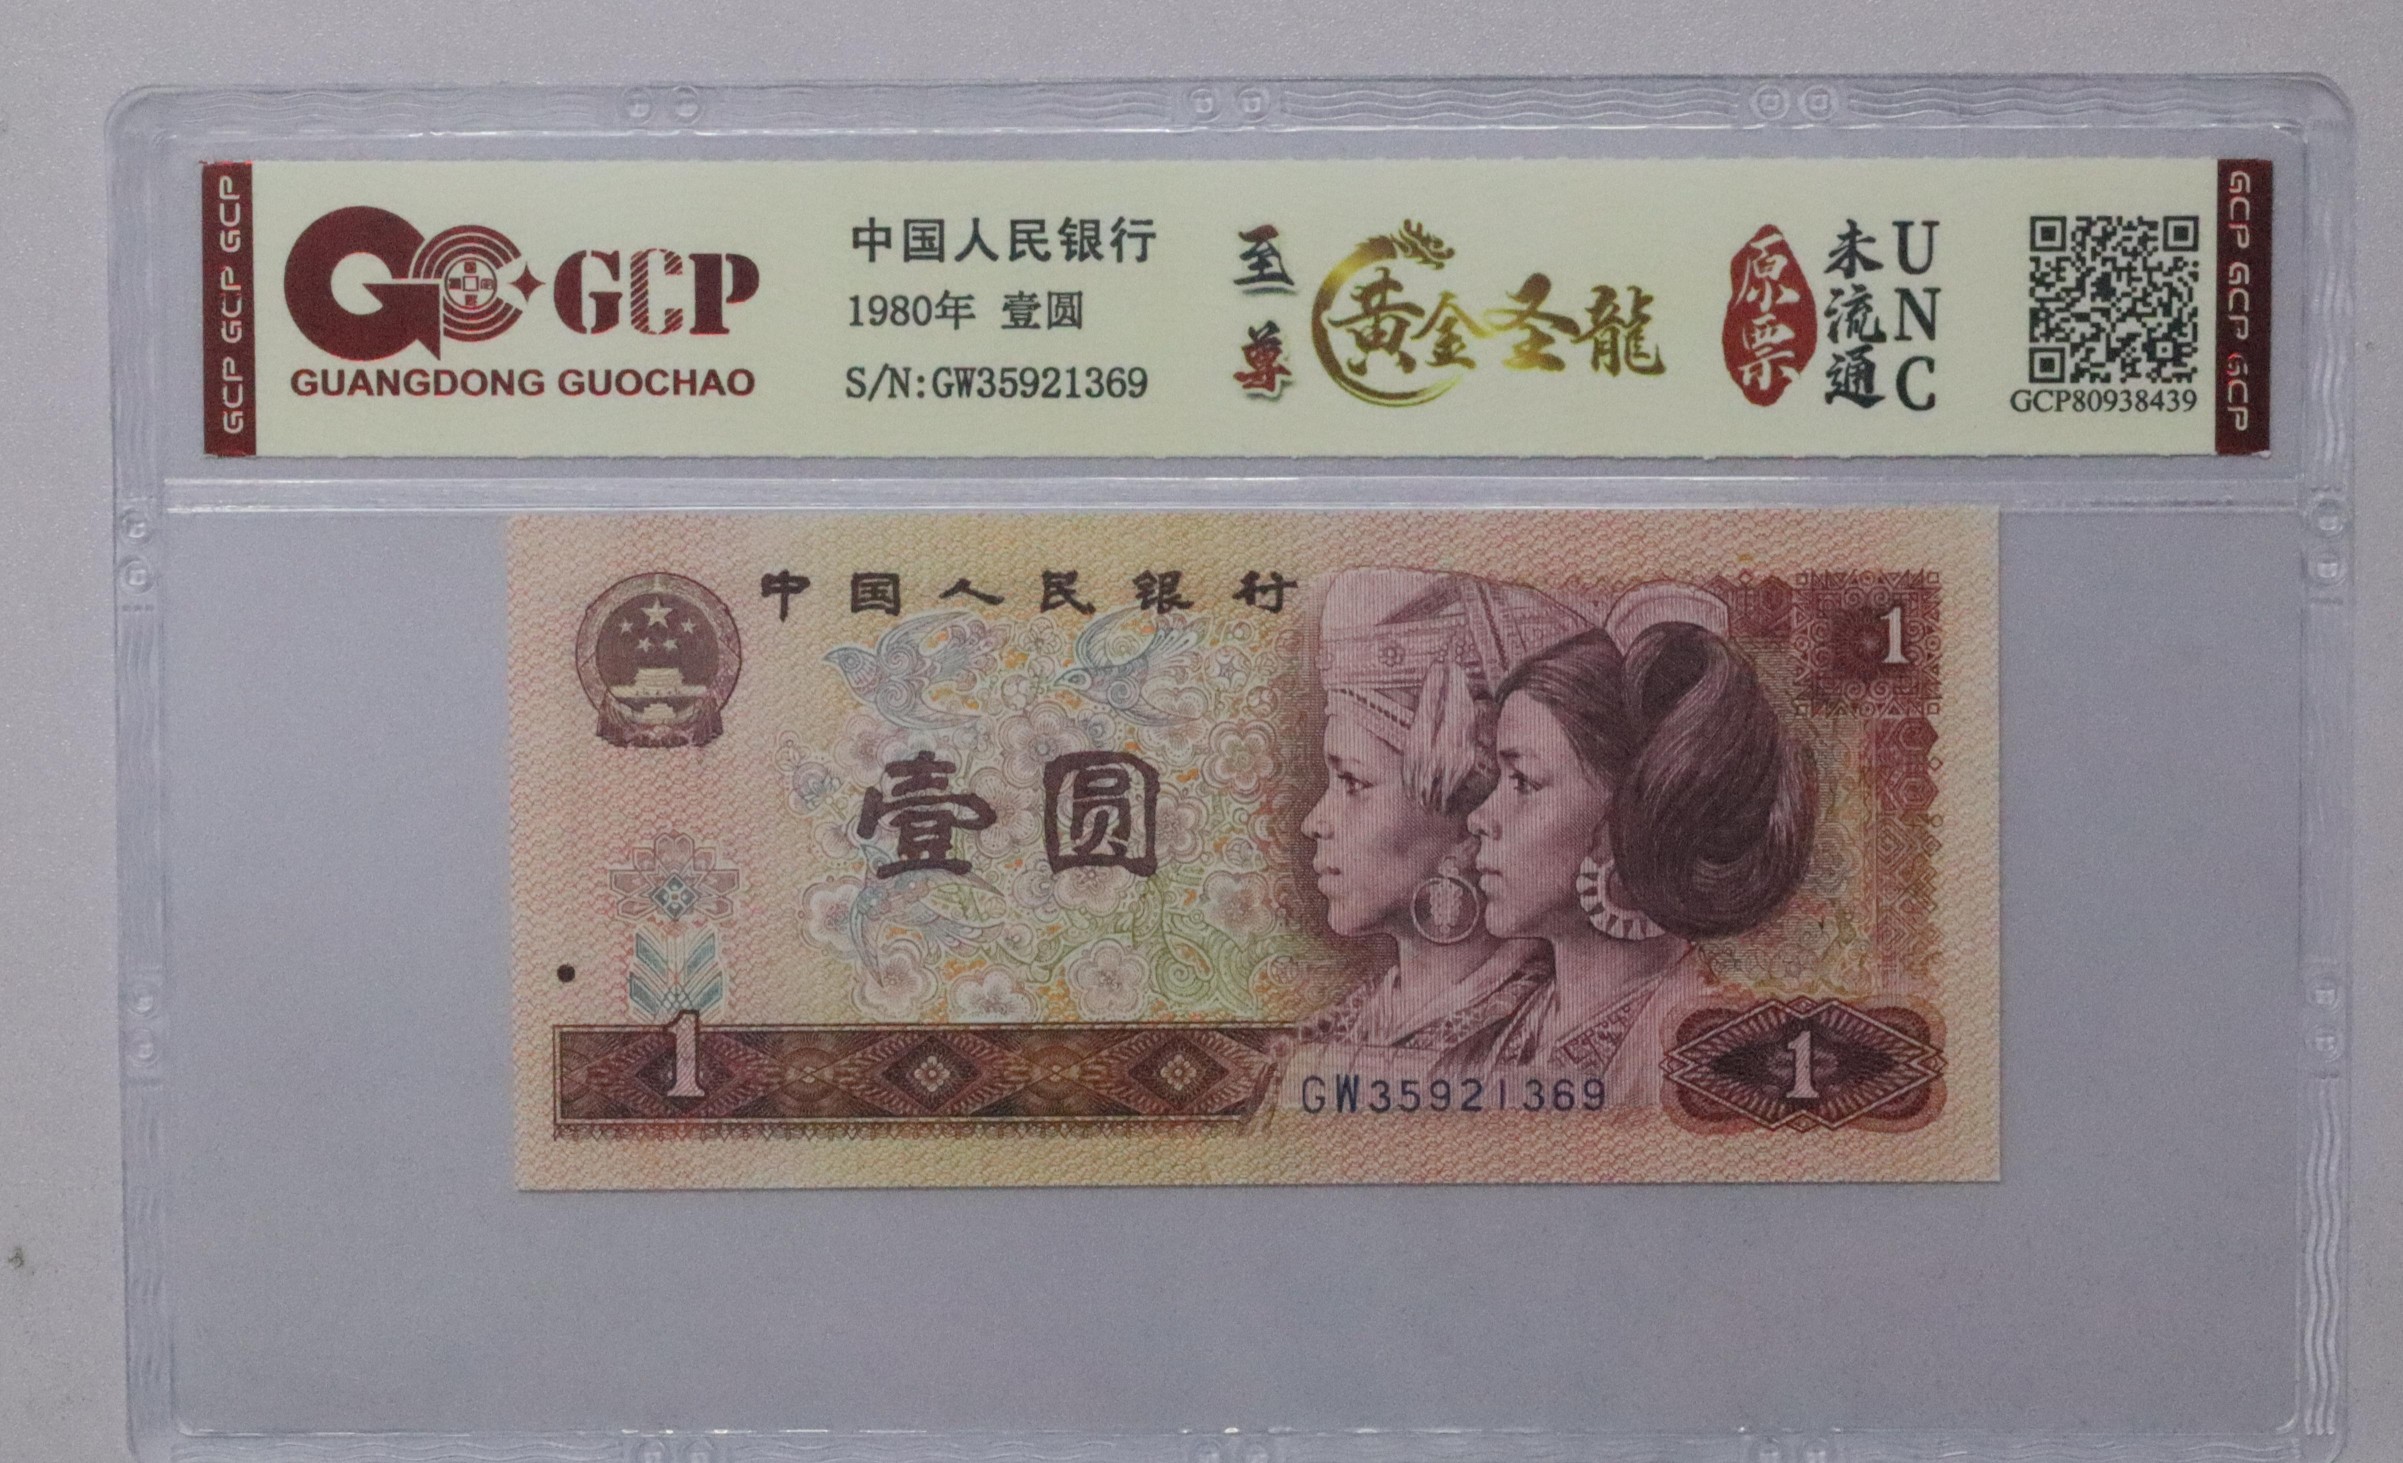 GCP GCP GCP
GCP
GUANGDONG GUOCHAO
中国人民银行
1980年 壹圆
S/N:GW35921369
至尊
黄金圣龍
原票
未流通
UNC
GCP80938439
GCP GCP GCP
中国人民银行
1
壹圆
1
1
GW35921369